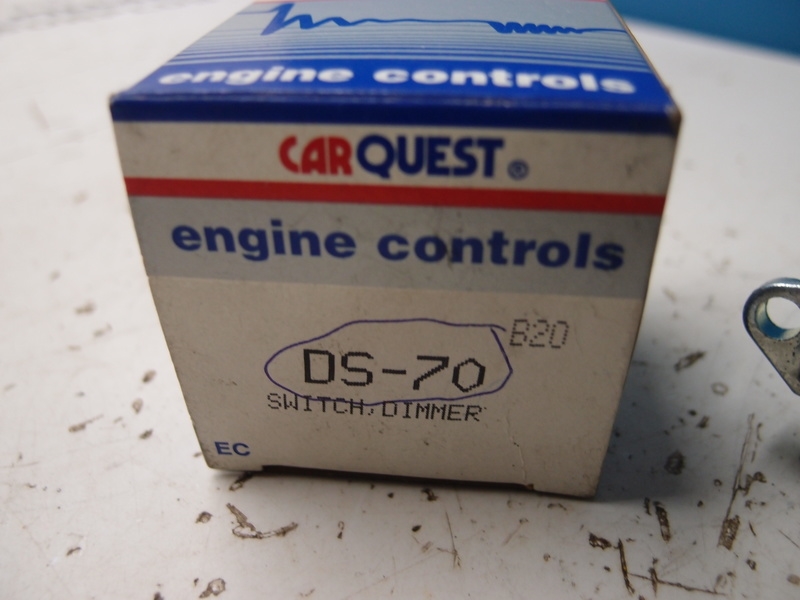 engine controls
CARQUEST®
engine controls
B20
DS-70
SWITCH, DIMMER
EC